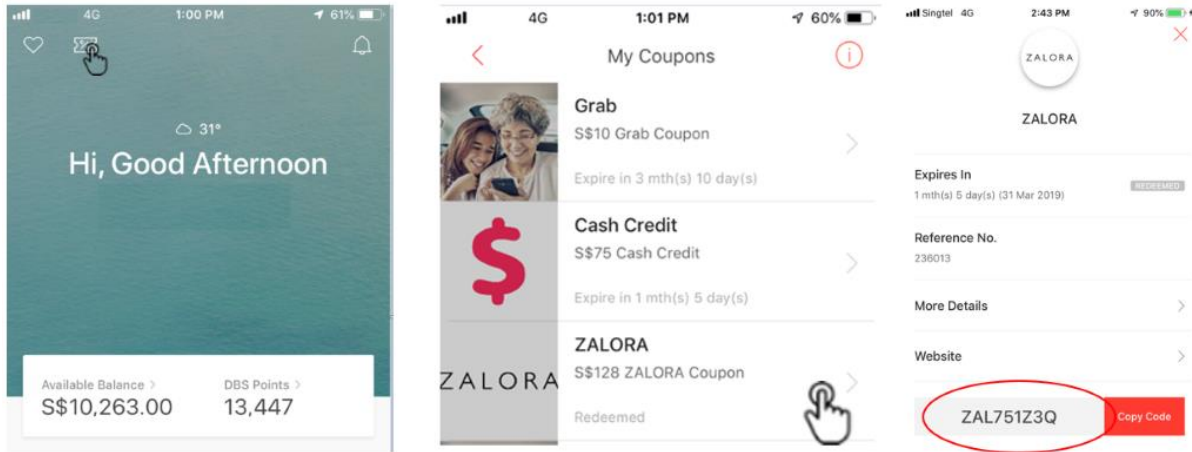 4G 1:00 PM 61%
31°
Hi, Good Afternoon
Available Balance > DBS Points >
S$10,263.00 13,447
4G 1:01 PM 60%
My Coupons
Grab
S$10 Grab Coupon
Expire in 3 mth(s) 10 day(s)
Cash Credit
S$75 Cash Credit
Expire in 1 mth(s) 5 day(s)
$
ZALORA
ZALORA
S$128 ZALORA Coupon
Redeemed
Singtel 4G 2:43 PM 90%
ZALORA
ZALORA
Expires In
1 mth(s) 5 day(s) (31 Mar 2019) REDEEMED
Reference No.
236013
More Details
Website
ZAL751Z3Q Copy Code